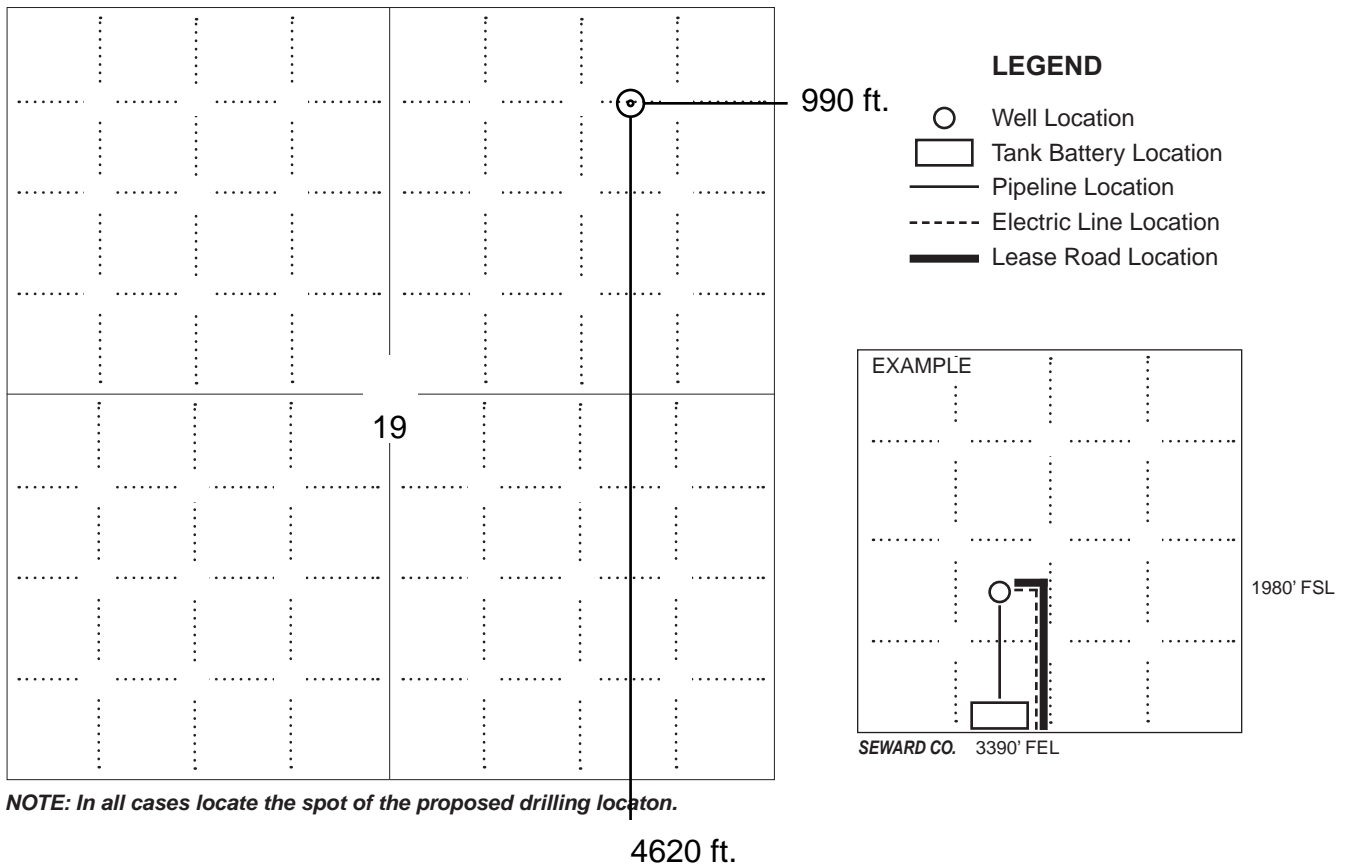 990 ft.
19
NOTE: In all cases locate the spot of the proposed drilling locaton.
4620 ft.
LEGEND
Well Location
Tank Battery Location
Pipeline Location
Electric Line Location
Lease Road Location
EXAMPLE
1980' FSL
SEWARD CO. 3390' FEL